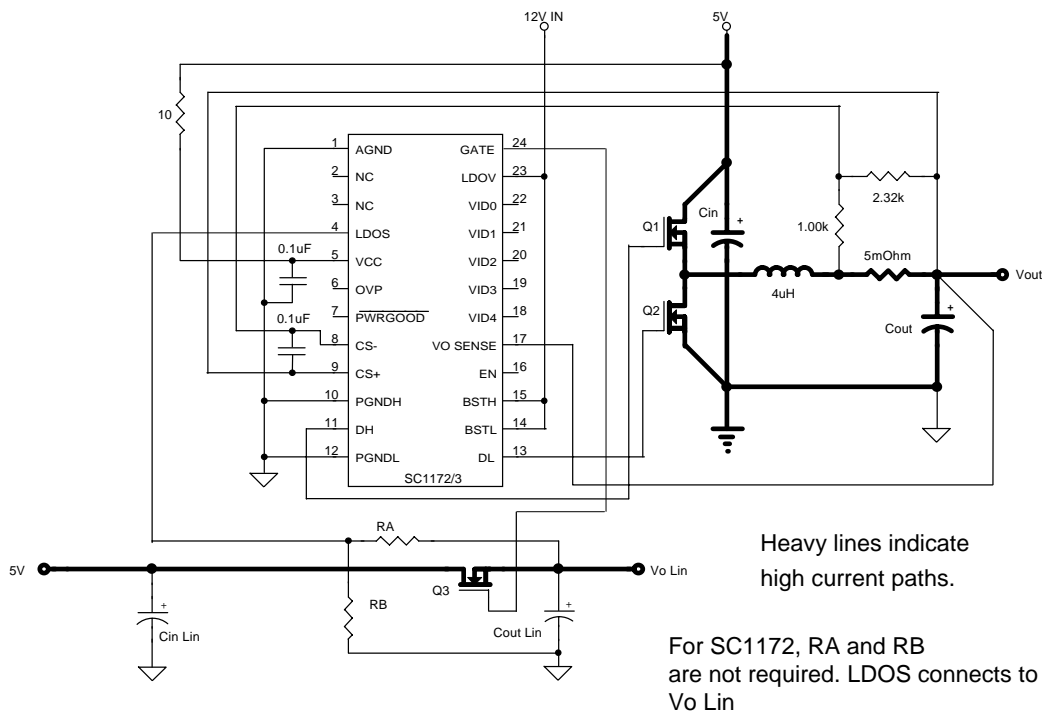 12V IN
5V
10
1 AGND GATE 24
2 NC LDOV 23
3 NC VID0 22
4 LDOS VID1 21
5 VCC VID2 20
6 OVP VID3 19
7 PWRGOOD VID4 18
8 CS- VO SENSE 17
9 CS+ EN 16
10 PGNDH BSTH 15
11 DH BSTL 14
12 PGNDL DL 13
SC1172/3
0.1uF
0.1uF
Q1
Q2
Cin
+
2.32k
1.00k
5mOhm
4uH
Vout
+
Cout
RA
5V
Vo Lin
Q3
RB
+
Cin Lin
+
Cout Lin
Heavy lines indicate
high current paths.
For SC1172, RA and RB
are not required. LDOS connects to
Vo Lin